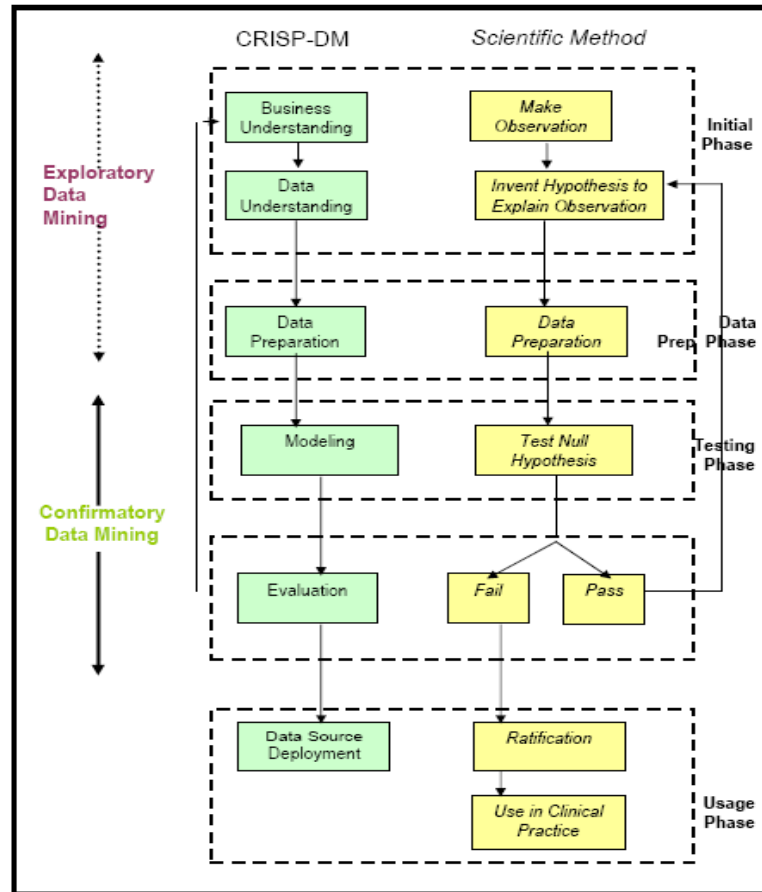 CRISP-DM
Scientific Method
Business
Understanding
Make
Observation
Initial
Phase
Exploratory
Data
Mining
Data
Understanding
Invent Hypothesis to
Explain Observation
Data
Preparation
Data
Preparation
Data
Prep Phase
Modeling
Test Null
Hypothesis
Testing
Phase
Confirmatory
Data Mining
Evaluation
Fail
Pass
Data Source
Deployment
Ratification
Use in Clinical
Practice
Usage
Phase